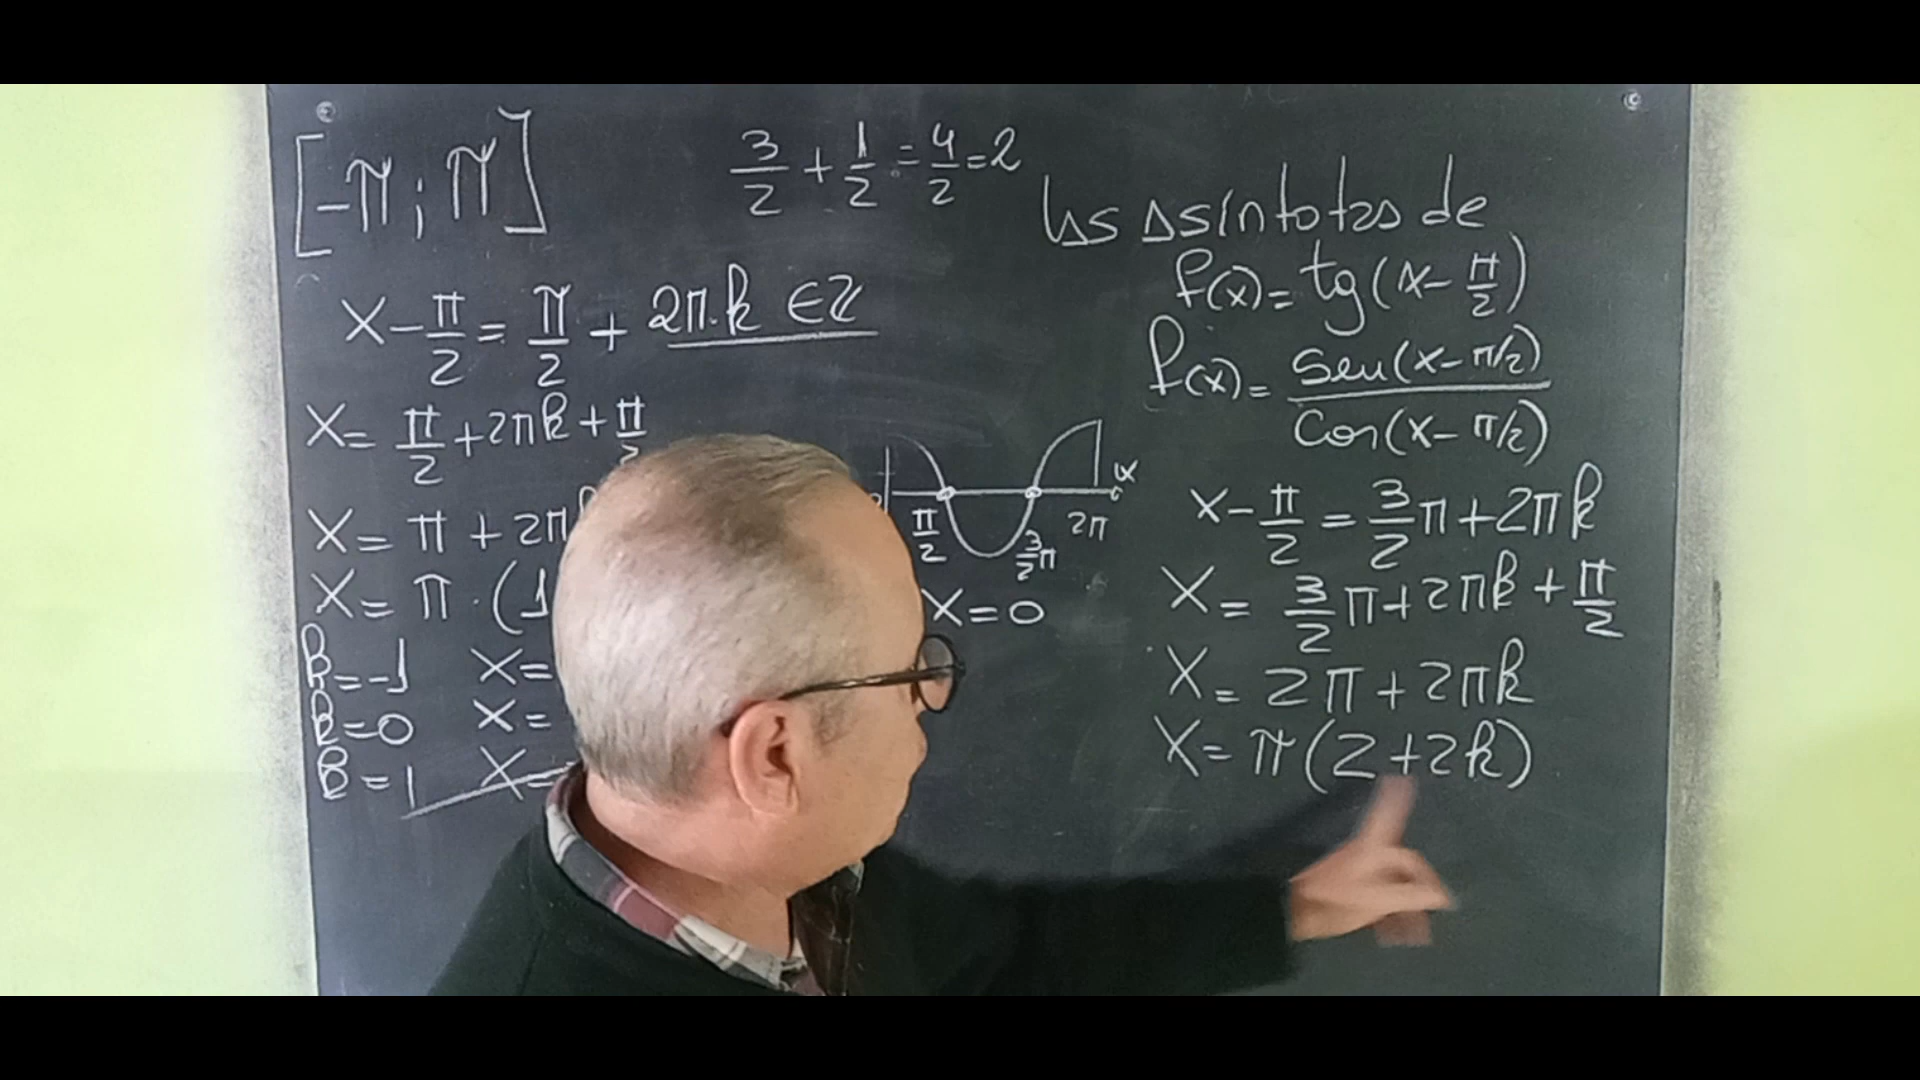 [-π ; π]
3/2 + 1/2 = 4/2 = 2
x - π/2 = π/2 + 2π.k ∈ Z
x = π/2 + 2πk + π/2
x = π + 2π
x = π . (1
k = -1 x =
k = 0 x =
k = 1 x =
π/2 3/2 π 2π x
x = 0
las asíntotas de
f(x) = tg(x - π/2)
f(x) = sen(x - π/2) / cos(x - π/2)
x - π/2 = 3/2 π + 2πk
x = 3/2 π + 2πk + π/2
x = 2π + 2πk
x = π(2 + 2k)